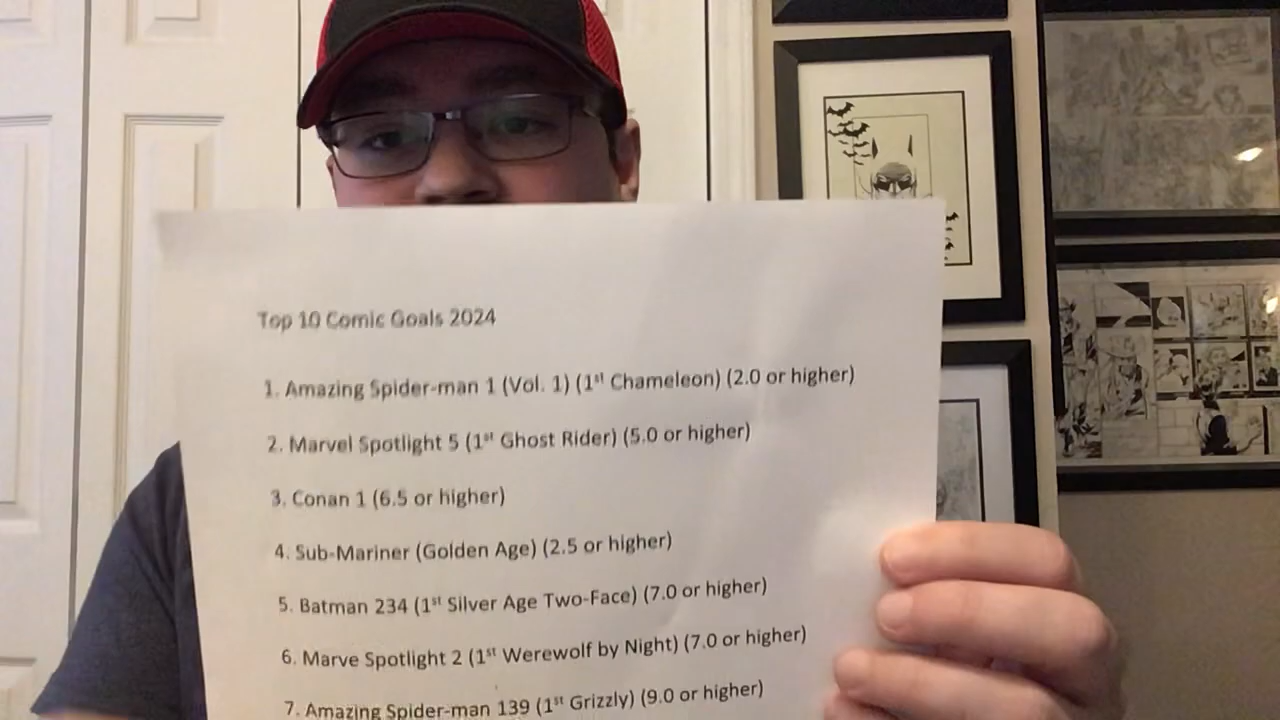 Top 10 Comic Goals 2024
1. Amazing Spider-man 1 (Vol. 1) (1st Chameleon) (2.0 or higher)
2. Marvel Spotlight 5 (1st Ghost Rider) (5.0 or higher)
3. Conan 1 (6.5 or higher)
4. Sub-Mariner (Golden Age) (2.5 or higher)
5. Batman 234 (1st Silver Age Two-Face) (7.0 or higher)
6. Marve Spotlight 2 (1st Werewolf by Night) (7.0 or higher)
7. Amazing Spider-man 139 (1st Grizzly) (9.0 or higher)